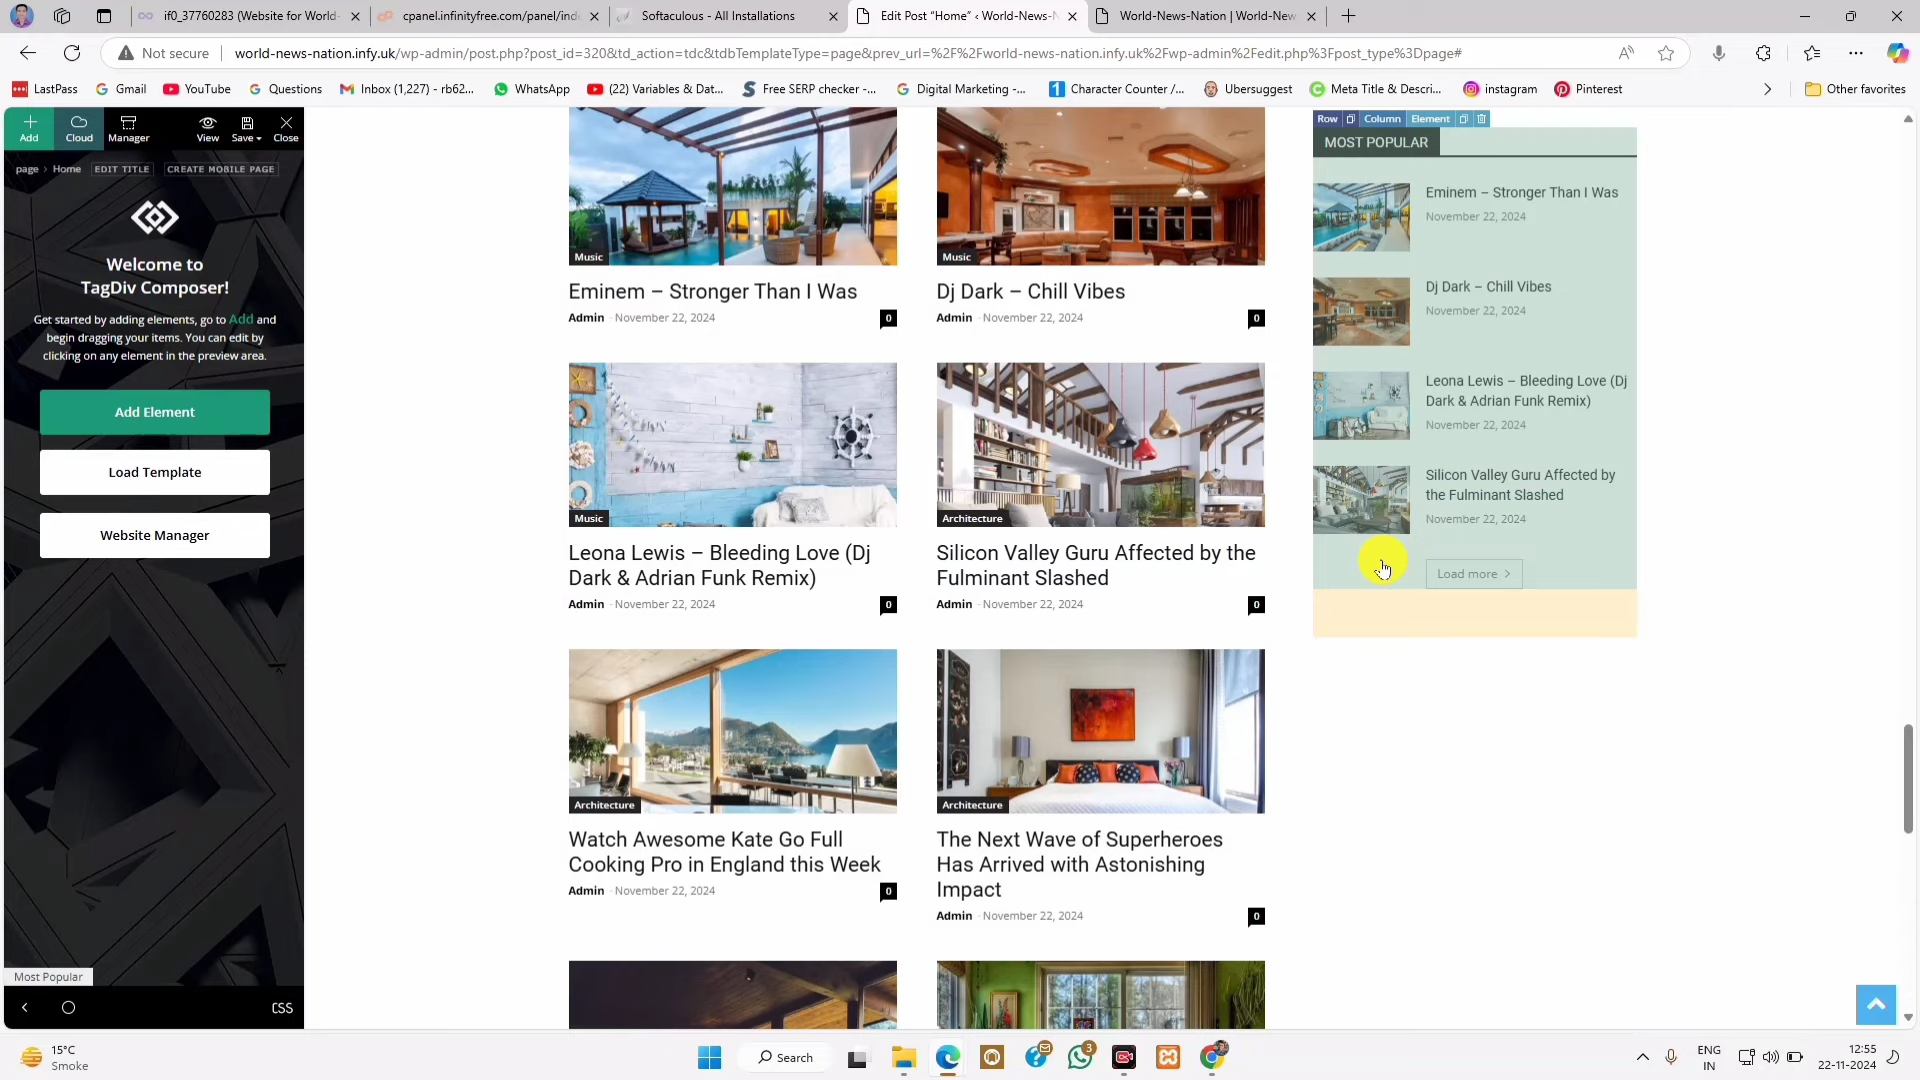 if0_37760283 (Website for World-
cpanel.infinityfree.com/panel/ind
Softaculous - All Installations
Edit Post “Home” ‹ World-News-N
World-News-Nation | World-New
Not secure
world-news-nation.infy.uk/wp-admin/post.php?post_id=320&td_action=tdc&tdbTemplateType=page&prev_url=%2F%2Fworld-news-nation.infy.uk%2Fwp-admin%2Fedit.php%3Fpost_type%3Dpage#
LastPass
Gmail
YouTube
Questions
Inbox (1,227) - rb62...
WhatsApp
(22) Variables & Dat...
Free SERP checker -...
Digital Marketing -...
Character Counter /...
Ubersuggest
Meta Title & Descri...
instagram
Pinterest
Other favorites
Add
Cloud
Manager
View
Save
Close
page › Home
EDIT TITLE
CREATE MOBILE PAGE
Welcome to
TagDiv Composer!
Get started by adding elements, go to Add and
begin dragging your items. You can edit by
clicking on any element in the preview area.
Add Element
Load Template
Website Manager
Most Popular
CSS
Music
Eminem – Stronger Than I Was
Admin - November 22, 2024
0
Music
Dj Dark – Chill Vibes
Admin - November 22, 2024
0
Music
Leona Lewis – Bleeding Love (Dj
Dark & Adrian Funk Remix)
Admin - November 22, 2024
0
Architecture
Silicon Valley Guru Affected by the
Fulminant Slashed
Admin - November 22, 2024
0
Architecture
Watch Awesome Kate Go Full
Cooking Pro in England this Week
Admin - November 22, 2024
0
Architecture
The Next Wave of Superheroes
Has Arrived with Astonishing
Impact
Admin - November 22, 2024
0
Row
Column
Element
MOST POPULAR
Eminem – Stronger Than I Was
November 22, 2024
Dj Dark – Chill Vibes
November 22, 2024
Leona Lewis – Bleeding Love (Dj
Dark & Adrian Funk Remix)
November 22, 2024
Silicon Valley Guru Affected by
the Fulminant Slashed
November 22, 2024
Load more
15°C
Smoke
Search
3
ENG
IN
12:55
22-11-2024